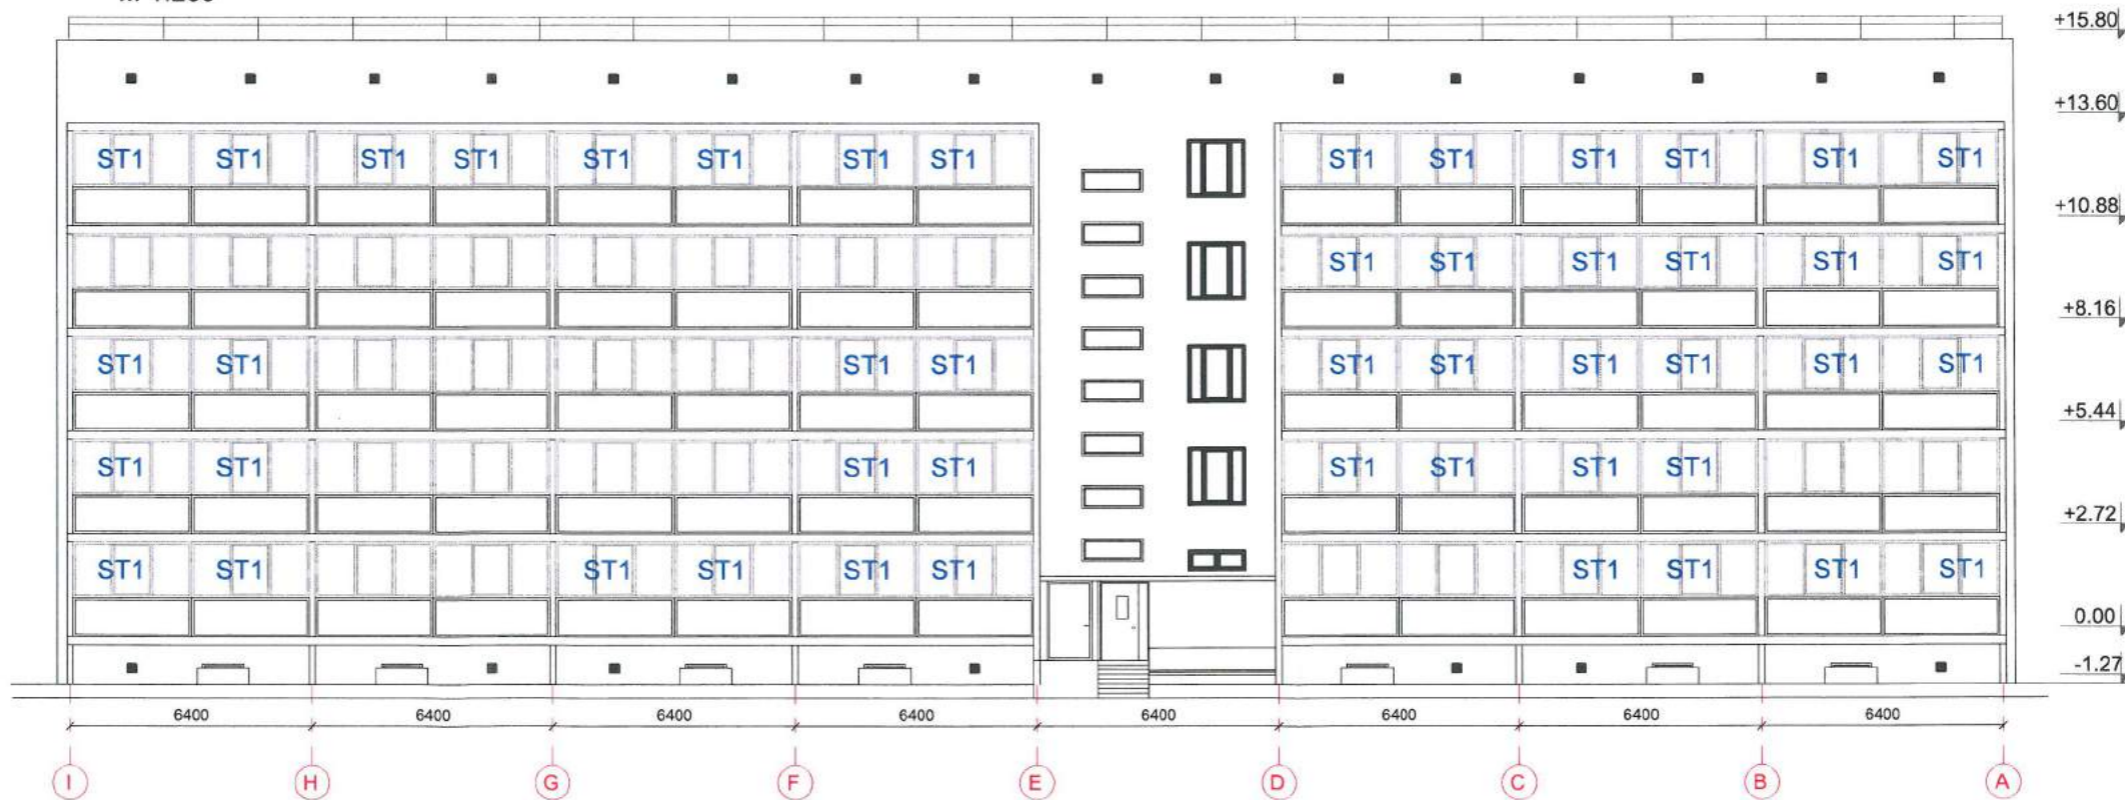 +15.80
+13.60
ST1 ST1 ST1 ST1 ST1 ST1 ST1 ST1 ST1 ST1 ST1 ST1 ST1 ST1
+10.88
ST1 ST1 ST1 ST1 ST1 ST1
+8.16
ST1 ST1 ST1 ST1 ST1 ST1 ST1 ST1 ST1 ST1
+5.44
ST1 ST1 ST1 ST1 ST1 ST1 ST1 ST1
+2.72
ST1 ST1 ST1 ST1 ST1 ST1 ST1 ST1 ST1 ST1
0.00
-1.27
6400 6400 6400 6400 6400 6400 6400 6400
I H G F E D C B A